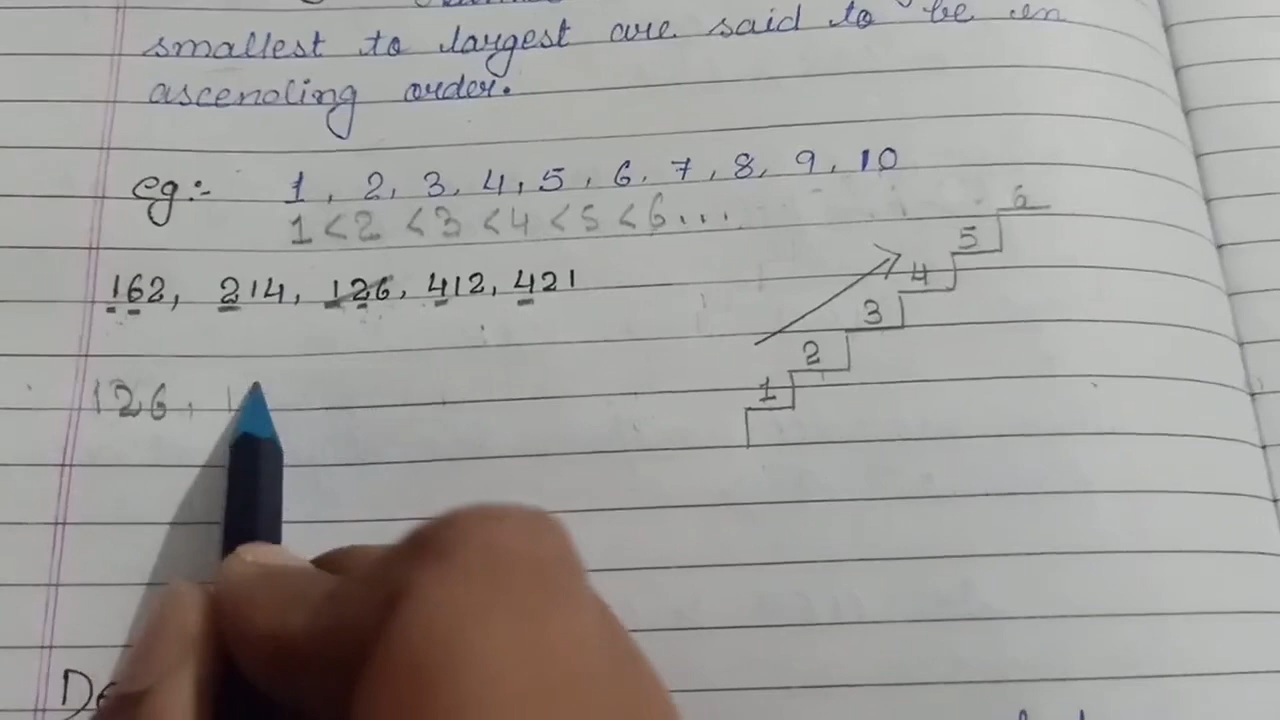 smallest to largest are said to be in
ascending order.
eg:- 1, 2, 3, 4, 5, 6, 7, 8, 9, 10
1 < 2 < 3 < 4 < 5 < 6 ...
162, 214, 126, 412, 421
126, 1
6
5
4
3
2
1
De